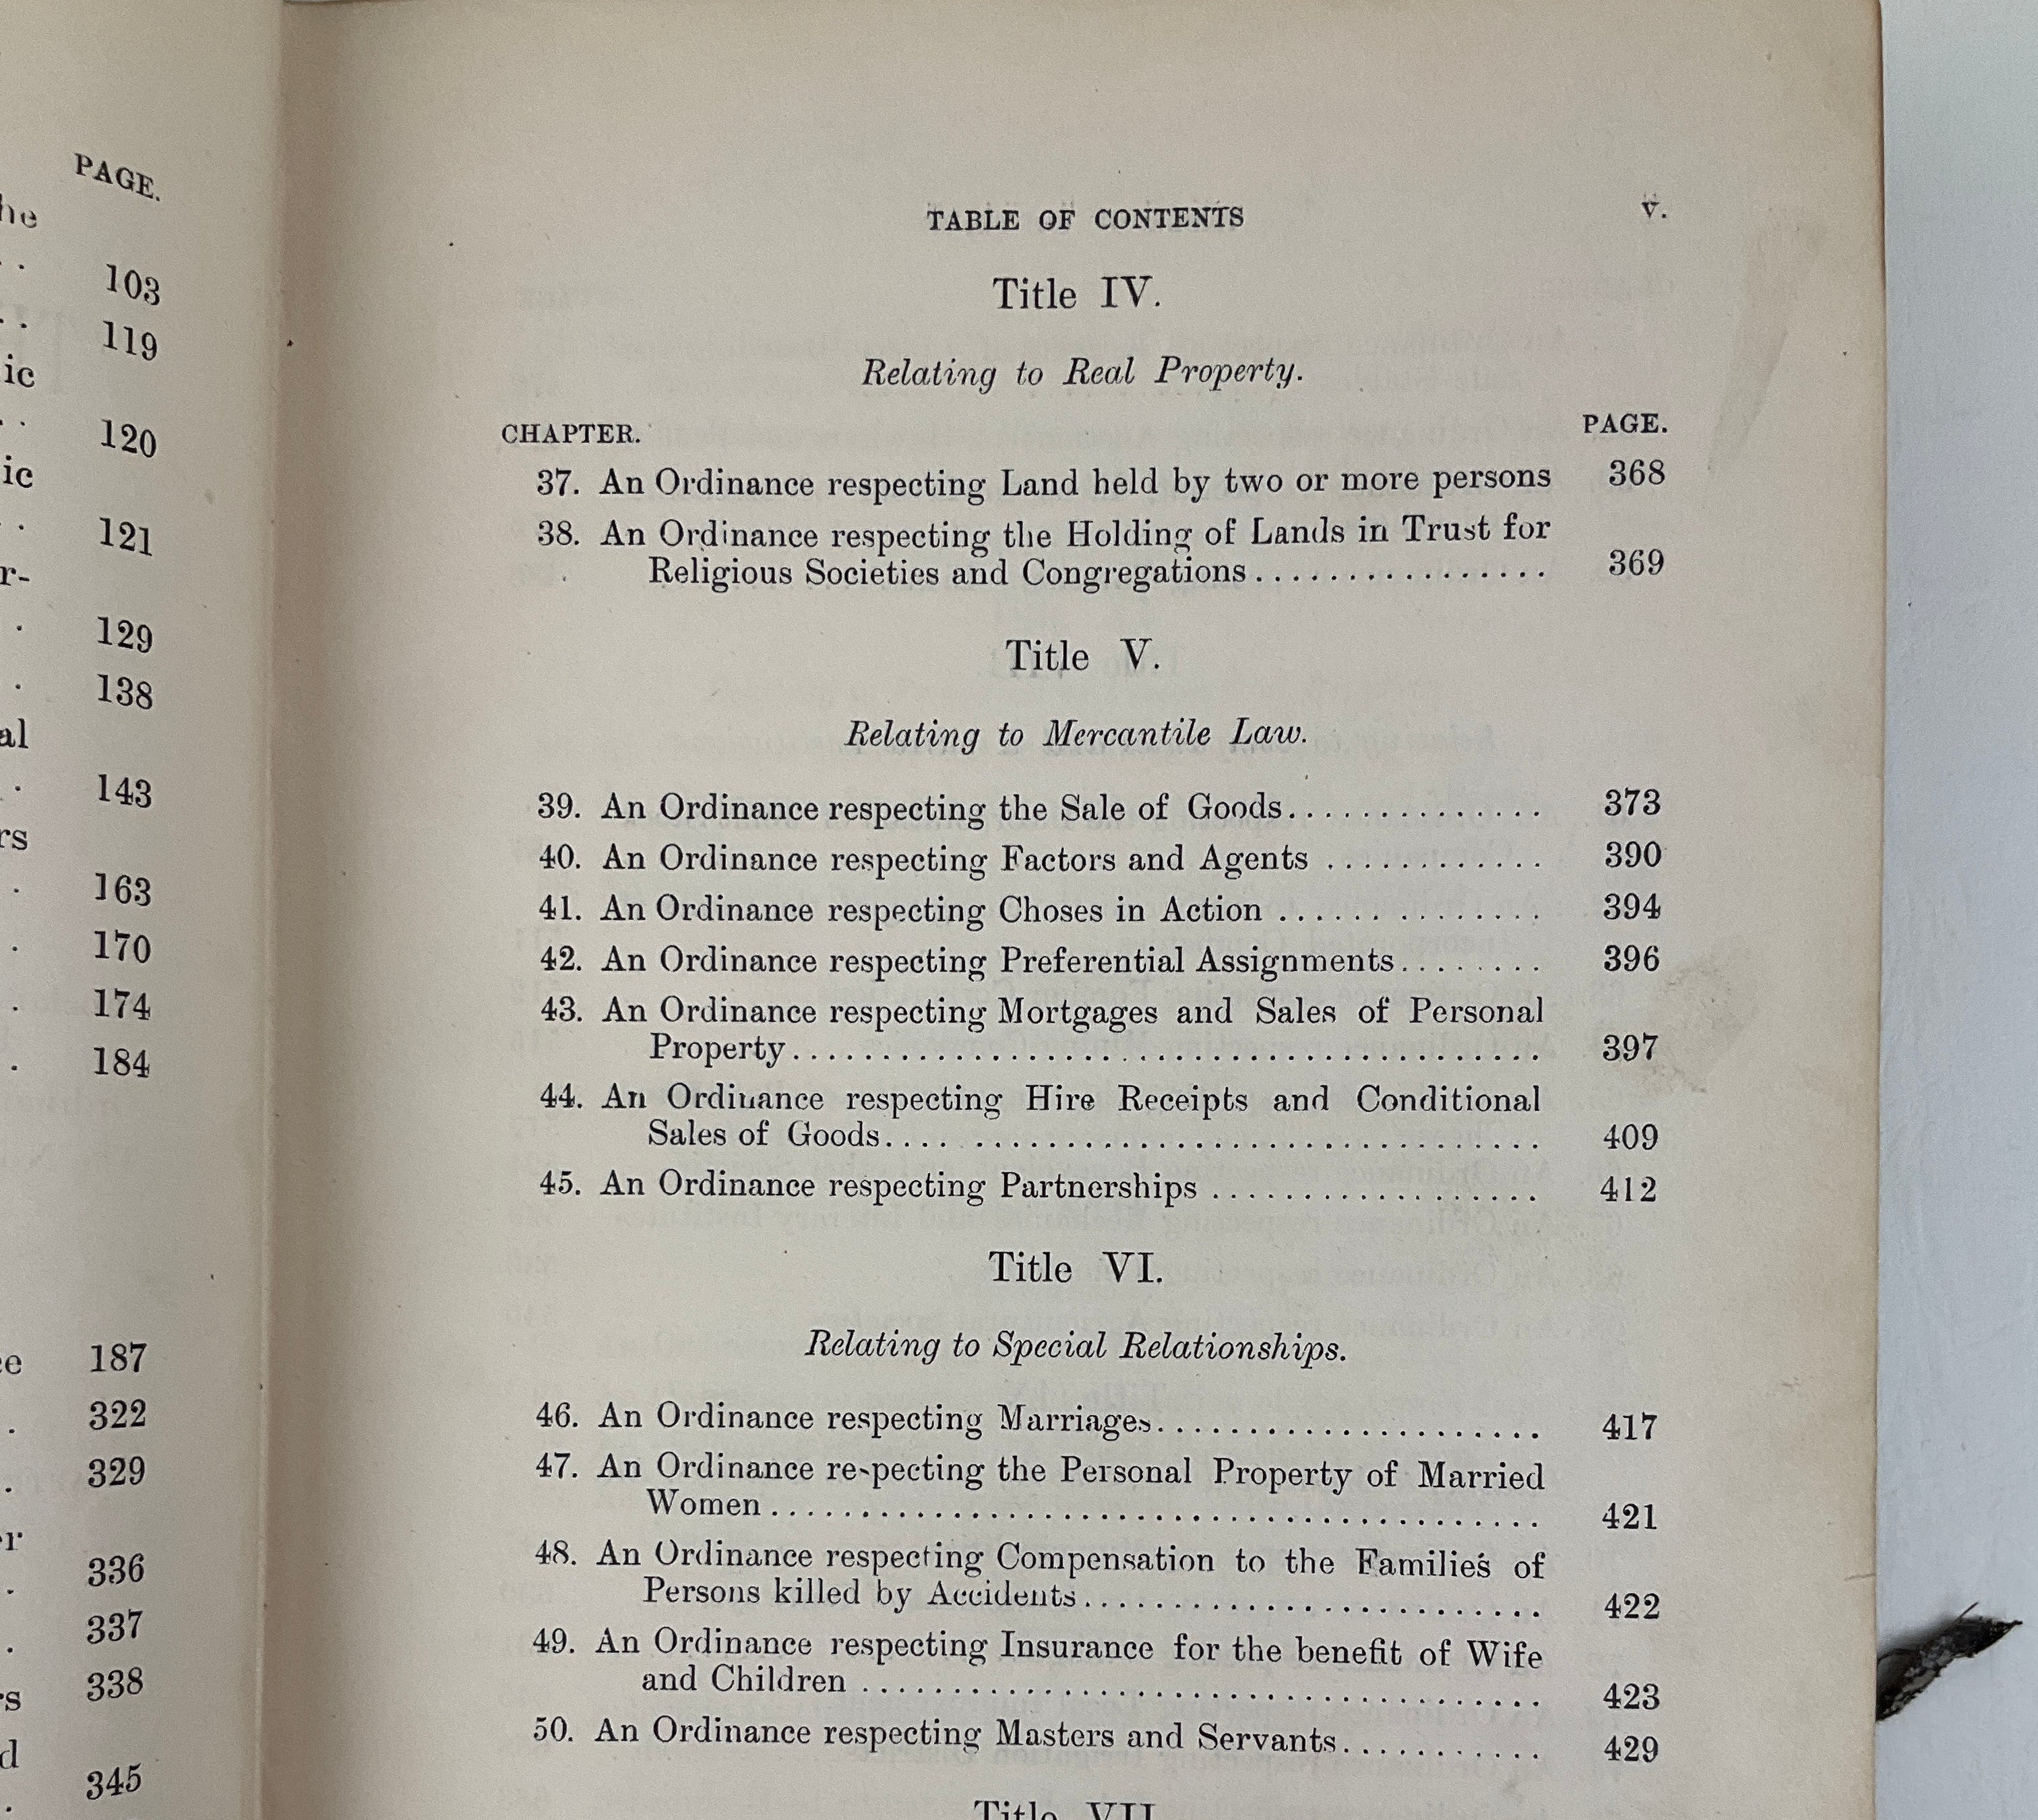 PAGE.
103
119
ic
120
ic
121
r-
129
138
al
143
rs
163
170
174
184
187
322
329
er
336
337
338
rs
d
345
TABLE OF CONTENTS v.
Title IV.
Relating to Real Property.
CHAPTER. PAGE.
37. An Ordinance respecting Land held by two or more persons 368
38. An Ordinance respecting the Holding of Lands in Trust for
Religious Societies and Congregations................ 369
Title V.
Relating to Mercantile Law.
39. An Ordinance respecting the Sale of Goods.............. 373
40. An Ordinance respecting Factors and Agents ............ 390
41. An Ordinance respecting Choses in Action .............. 394
42. An Ordinance respecting Preferential Assignments........ 396
43. An Ordinance respecting Mortgages and Sales of Personal
Property........................................ 397
44. An Ordinance respecting Hire Receipts and Conditional
Sales of Goods.... .............................. 409
45. An Ordinance respecting Partnerships .................. 412
Title VI.
Relating to Special Relationships.
46. An Ordinance respecting Marriages...................... 417
47. An Ordinance respecting the Personal Property of Married
Women ......................................... 421
48. An Ordinance respecting Compensation to the Families of
Persons killed by Accidents........................ 422
49. An Ordinance respecting Insurance for the benefit of Wife
and Children .................................... 423
50. An Ordinance respecting Masters and Servants........... 429
Title VII